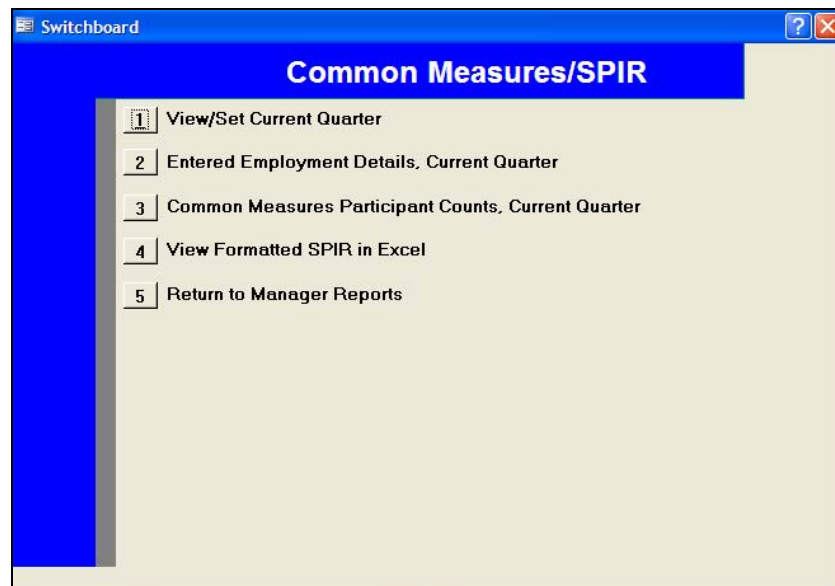 Switchboard
Common Measures/SPIR
1 View/Set Current Quarter
2 Entered Employment Details, Current Quarter
3 Common Measures Participant Counts, Current Quarter
4 View Formatted SPIR in Excel
5 Return to Manager Reports